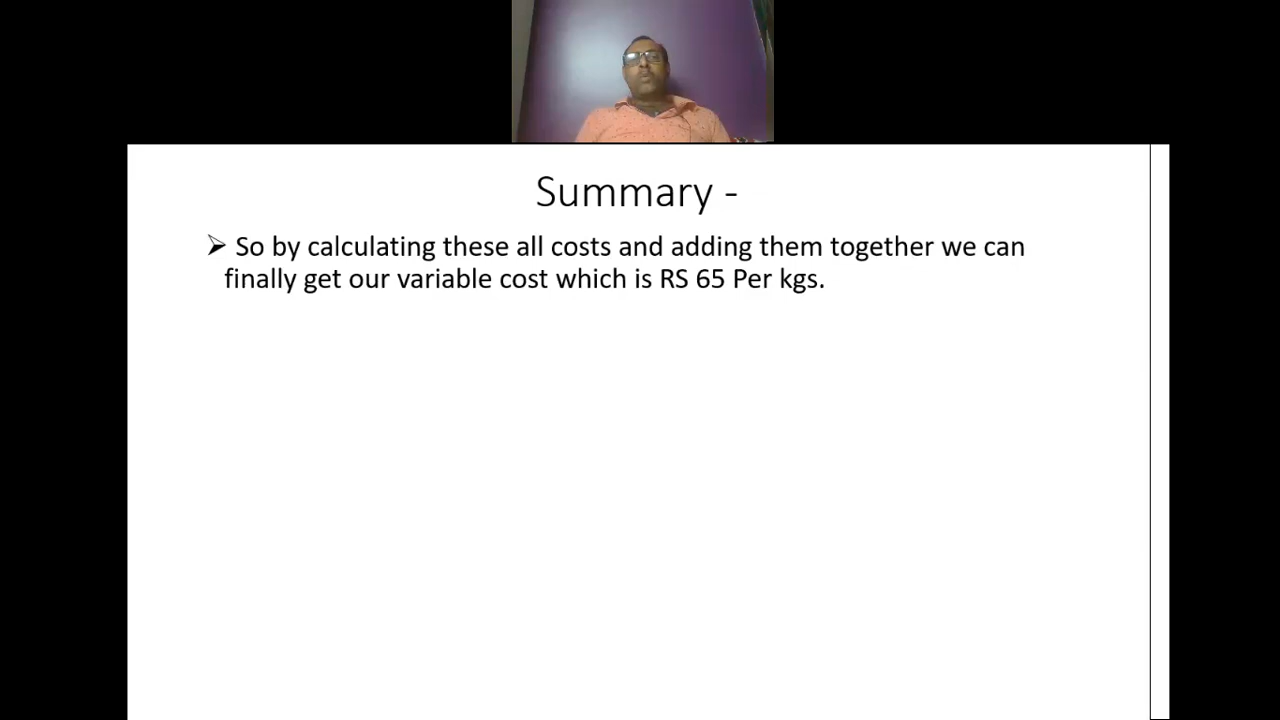 Summary -
➢ So by calculating these all costs and adding them together we can
finally get our variable cost which is RS 65 Per kgs.